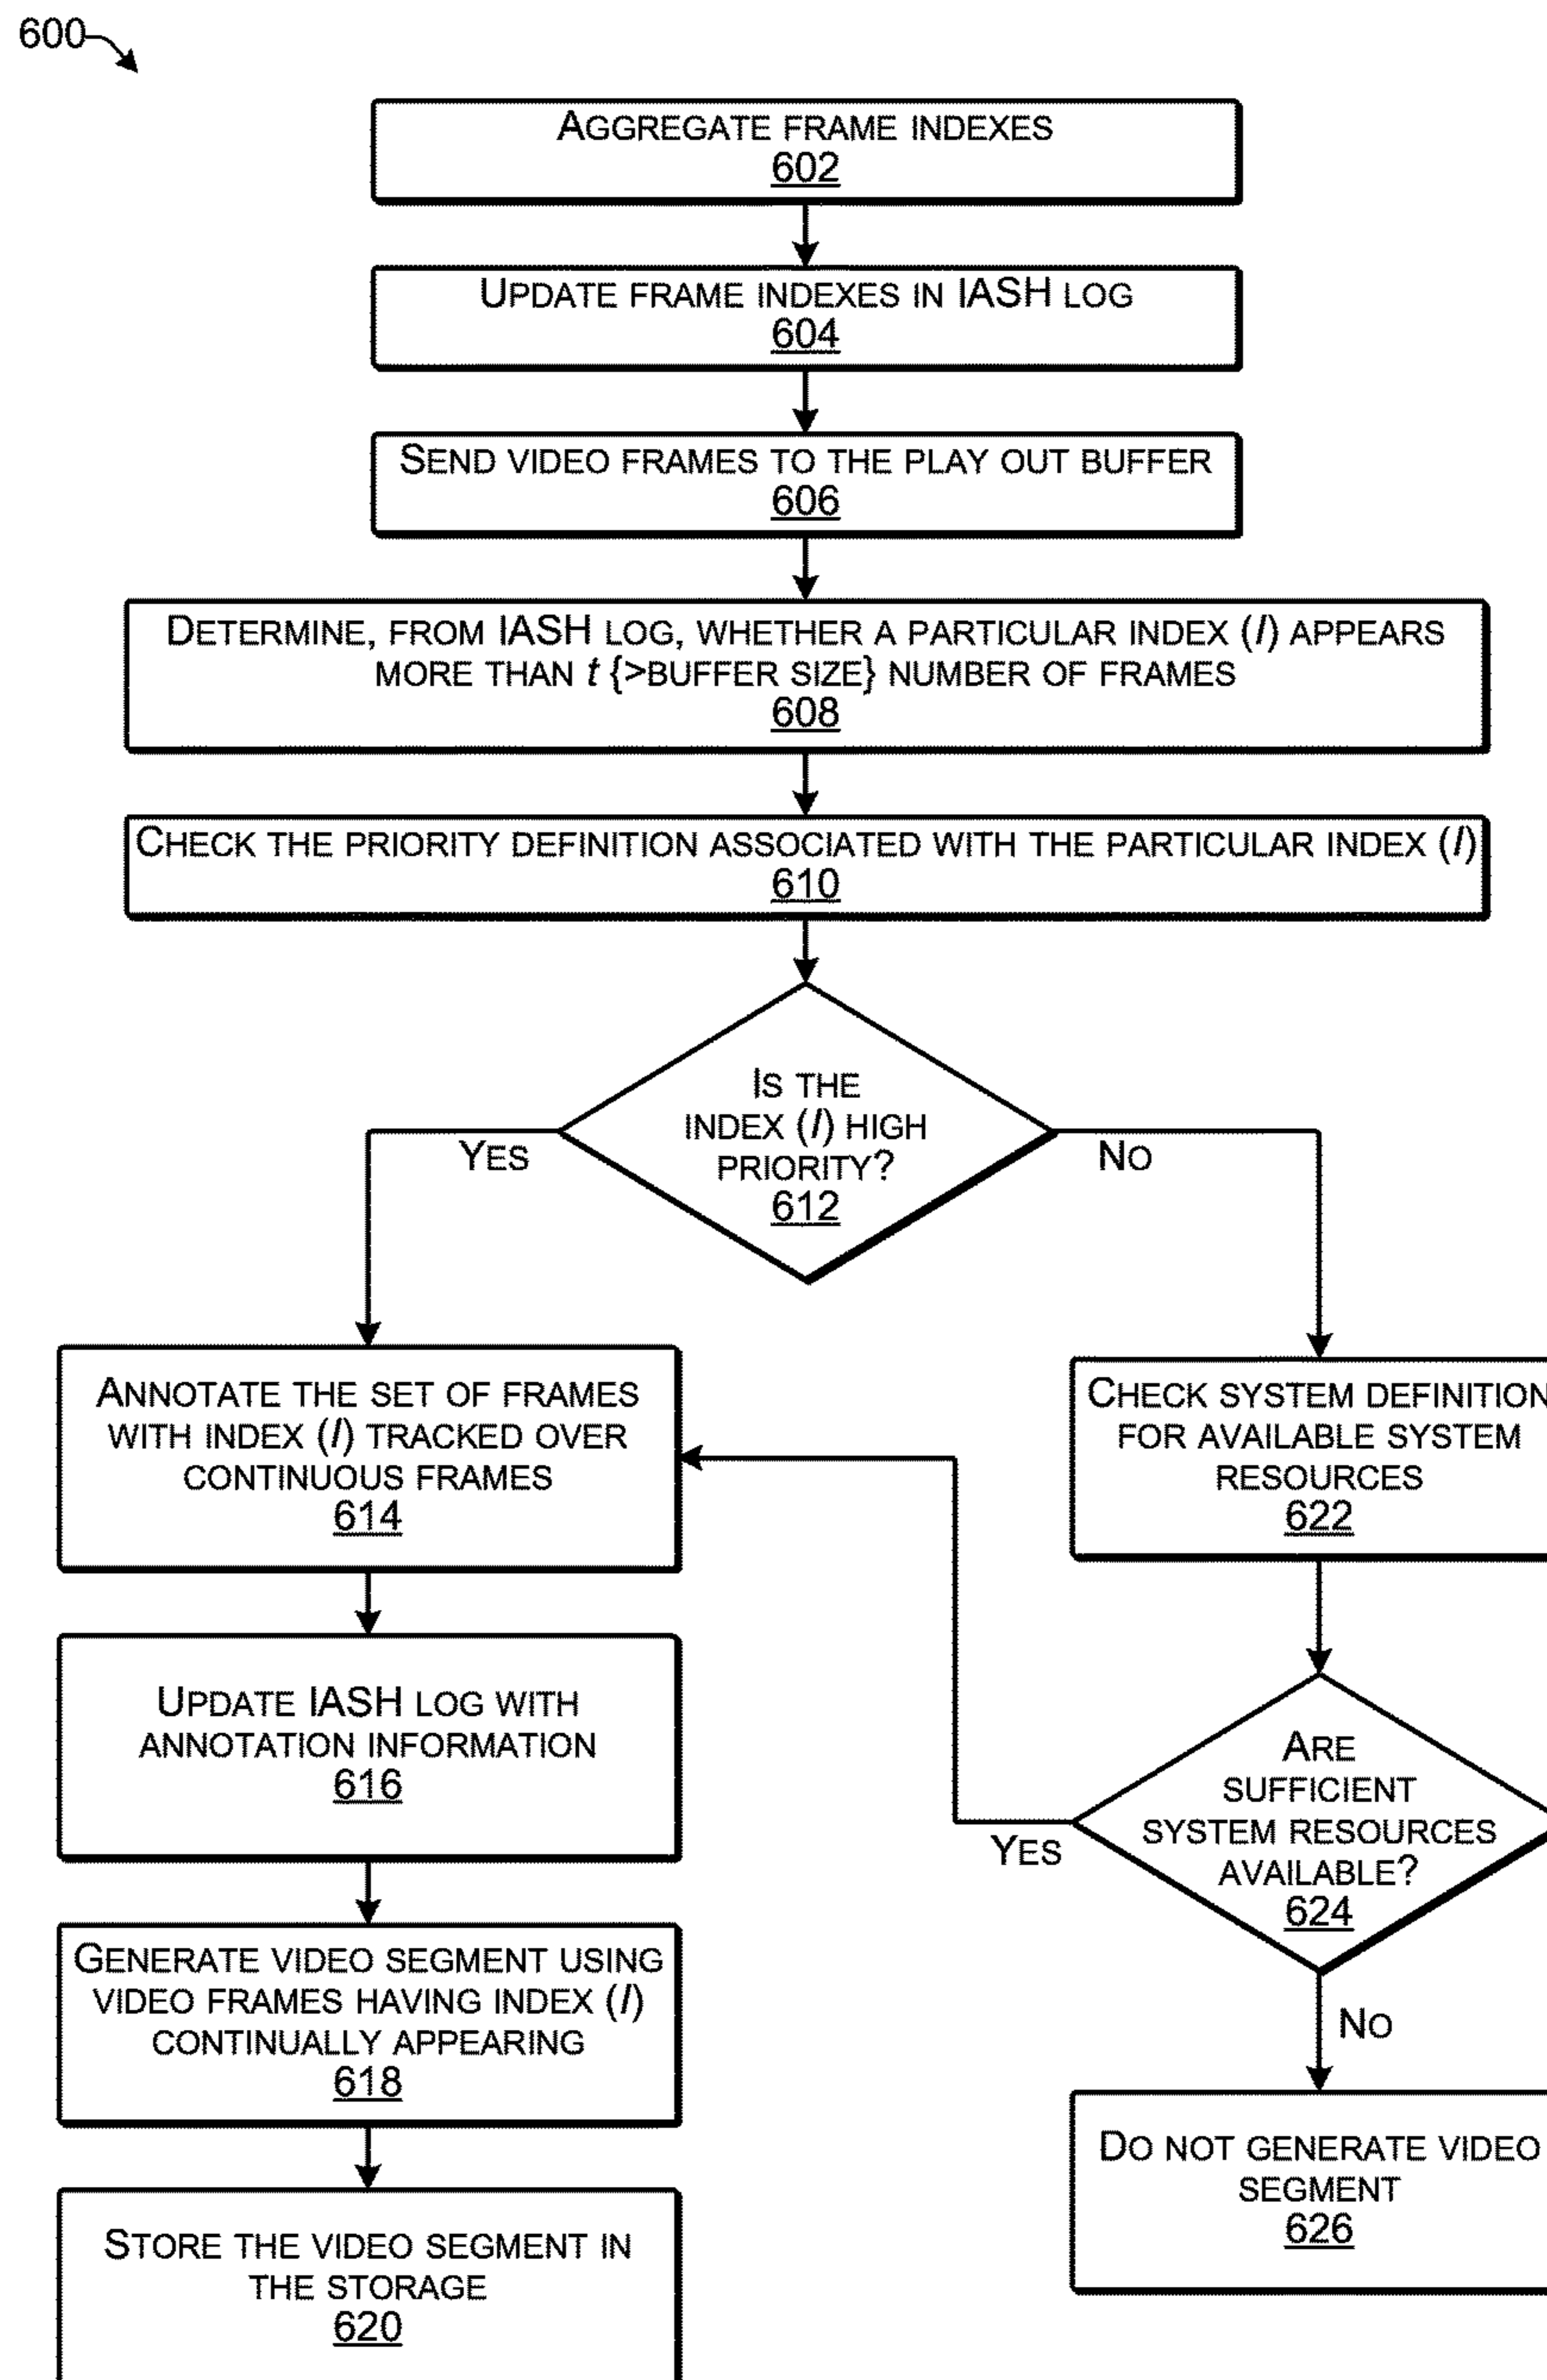 600
AGGREGATE FRAME INDEXES
602
UPDATE FRAME INDEXES IN IASH LOG
604
SEND VIDEO FRAMES TO THE PLAY OUT BUFFER
606
DETERMINE, FROM IASH LOG, WHETHER A PARTICULAR INDEX (I) APPEARS
MORE THAN t {>BUFFER SIZE} NUMBER OF FRAMES
608
CHECK THE PRIORITY DEFINITION ASSOCIATED WITH THE PARTICULAR INDEX (I)
610
IS THE
INDEX (I) HIGH
PRIORITY?
612
YES
NO
ANNOTATE THE SET OF FRAMES
WITH INDEX (I) TRACKED OVER
CONTINUOUS FRAMES
614
UPDATE IASH LOG WITH
ANNOTATION INFORMATION
616
GENERATE VIDEO SEGMENT USING
VIDEO FRAMES HAVING INDEX (I)
CONTINUALLY APPEARING
618
STORE THE VIDEO SEGMENT IN
THE STORAGE
620
CHECK SYSTEM DEFINITION
FOR AVAILABLE SYSTEM
RESOURCES
622
ARE
SUFFICIENT
SYSTEM RESOURCES
AVAILABLE?
624
YES
NO
DO NOT GENERATE VIDEO
SEGMENT
626